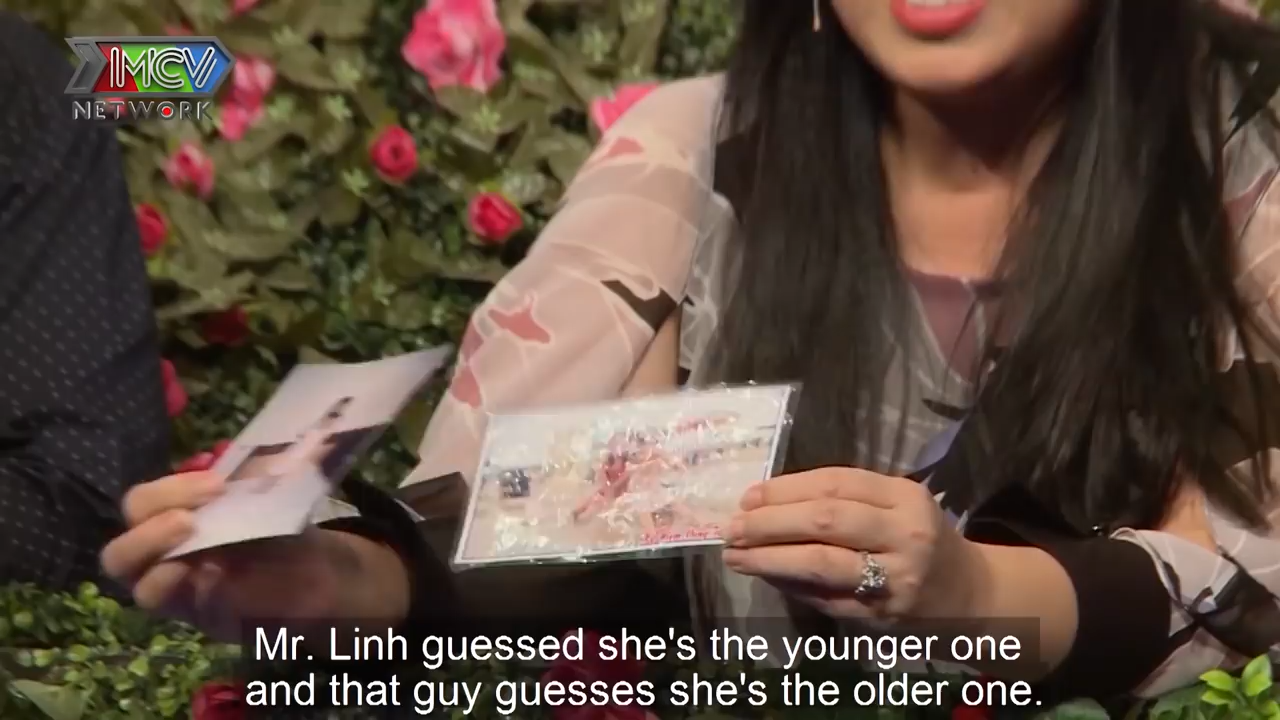 MCV
NETWORK
Mr. Linh guessed she's the younger one
and that guy guesses she's the older one.